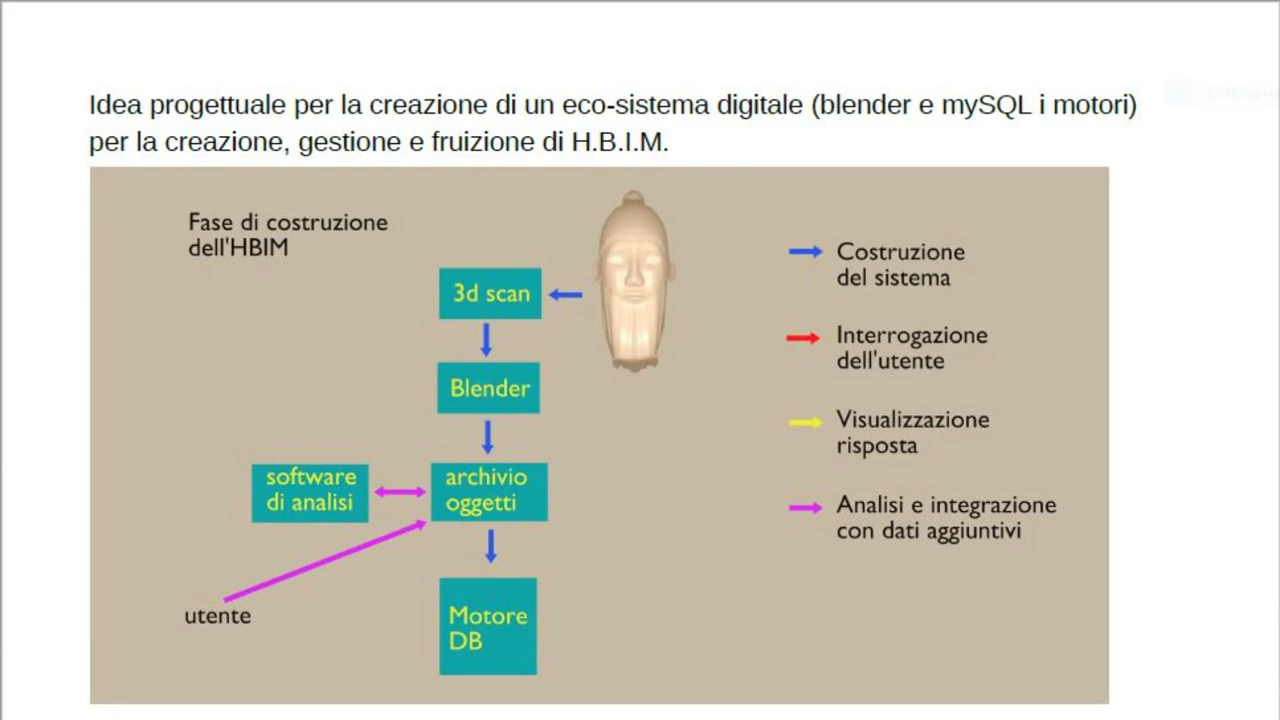 Idea progettuale per la creazione di un eco-sistema digitale (blender e mySQL i motori)
per la creazione, gestione e fruizione di H.B.I.M.
Fase di costruzione
dell'HBIM
3d scan
Blender
software
di analisi
archivio
oggetti
utente
Motore
DB
Costruzione
del sistema
Interrogazione
dell'utente
Visualizzazione
risposta
Analisi e integrazione
con dati aggiuntivi